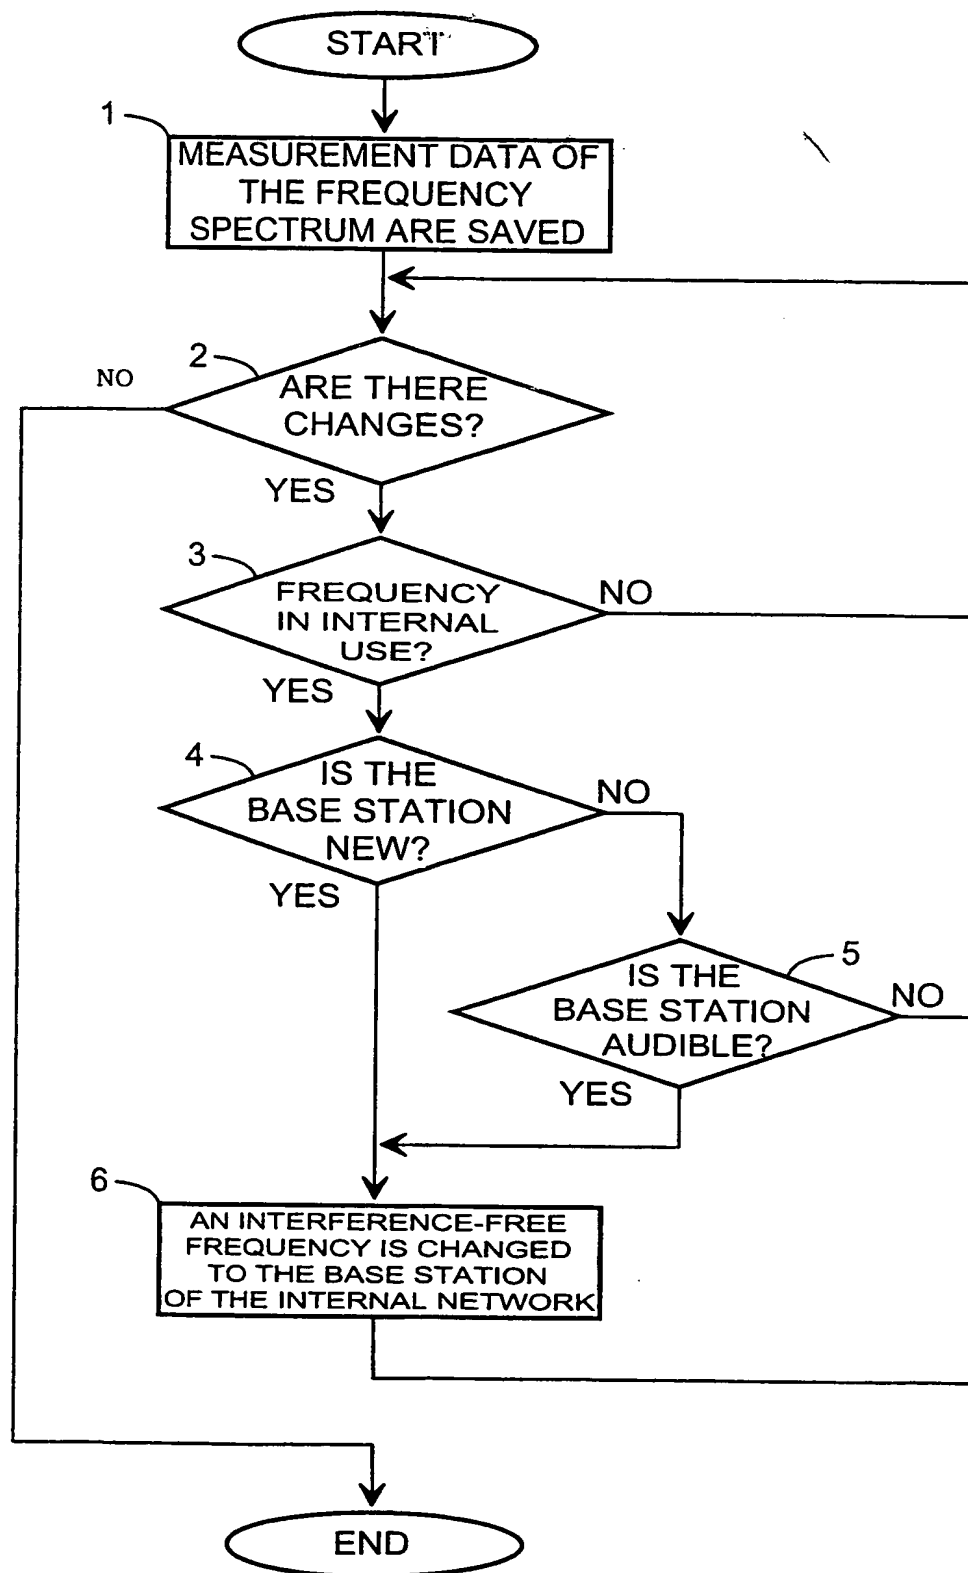 START
1
MEASUREMENT DATA OF
THE FREQUENCY
SPECTRUM ARE SAVED
2
NO
ARE THERE
CHANGES?
YES
3
FREQUENCY
IN INTERNAL
USE?
NO
YES
4
IS THE
BASE STATION
NEW?
NO
YES
5
IS THE
BASE STATION
AUDIBLE?
NO
YES
6
AN INTERFERENCE-FREE
FREQUENCY IS CHANGED
TO THE BASE STATION
OF THE INTERNAL NETWORK
END